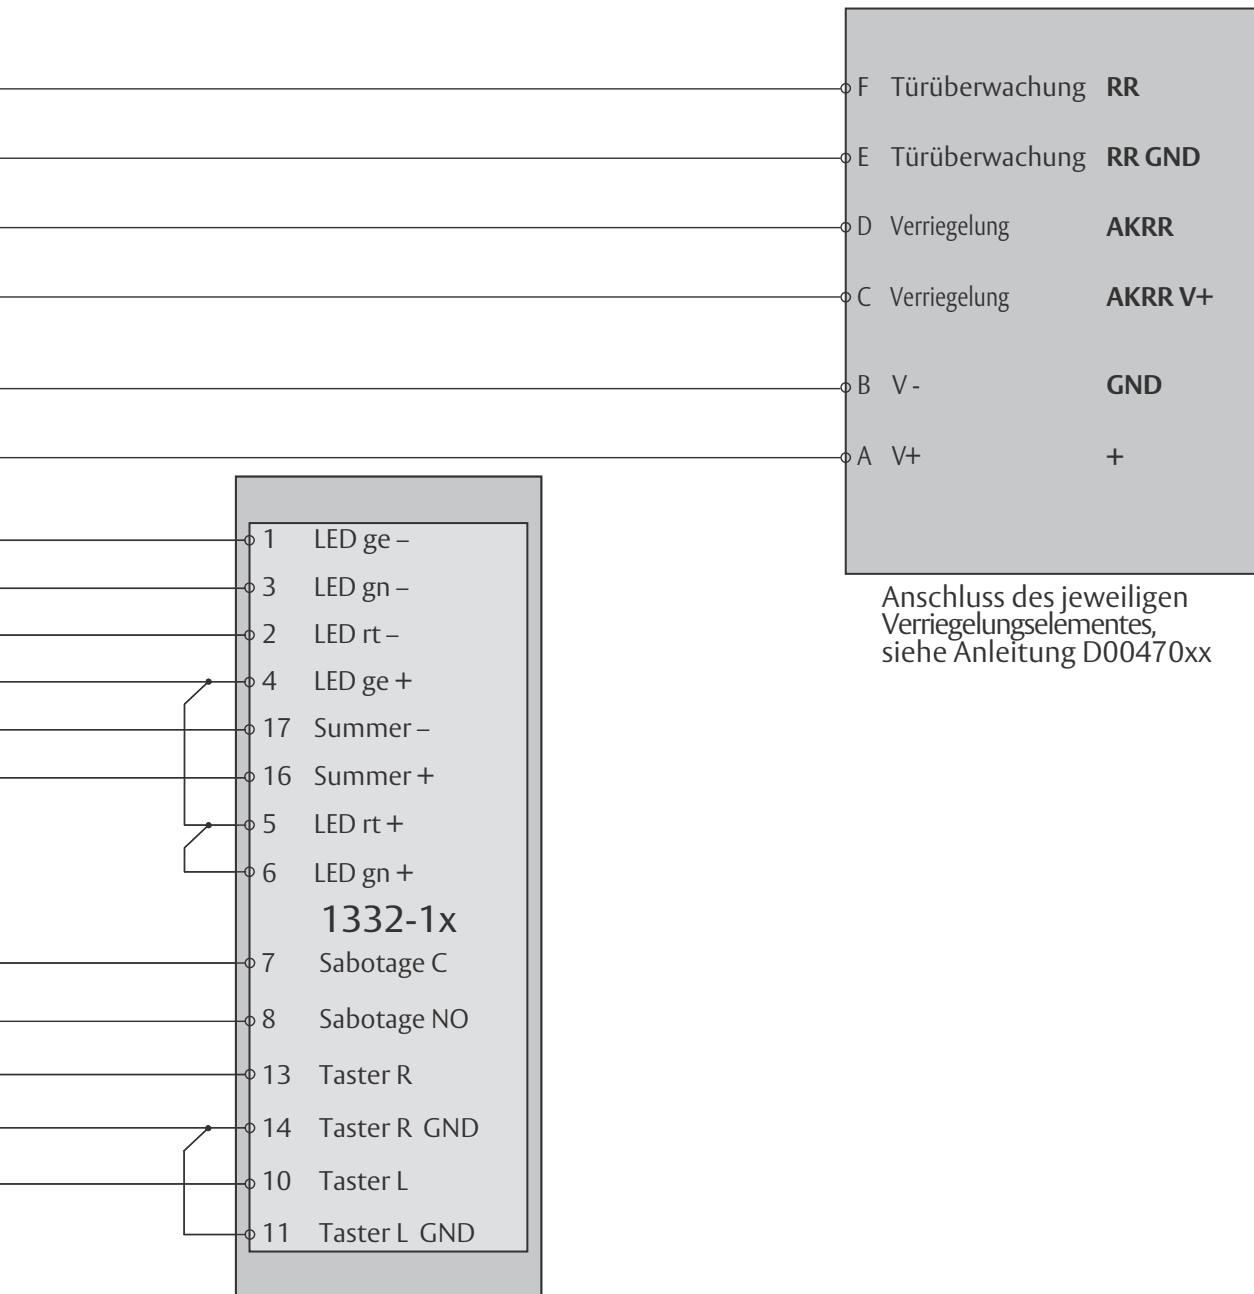 F Türüberwachung RR
E Türüberwachung RR GND
D Verriegelung AKRR
C Verriegelung AKRR V+
B V - GND
A V+ +
Anschluss des jeweiligen
Verriegelungselementes,
siehe Anleitung D00470xx
1 LED ge –
3 LED gn –
2 LED rt –
4 LED ge +
17 Summer –
16 Summer +
5 LED rt +
6 LED gn +
1332-1x
7 Sabotage C
8 Sabotage NO
13 Taster R
14 Taster R GND
10 Taster L
11 Taster L GND